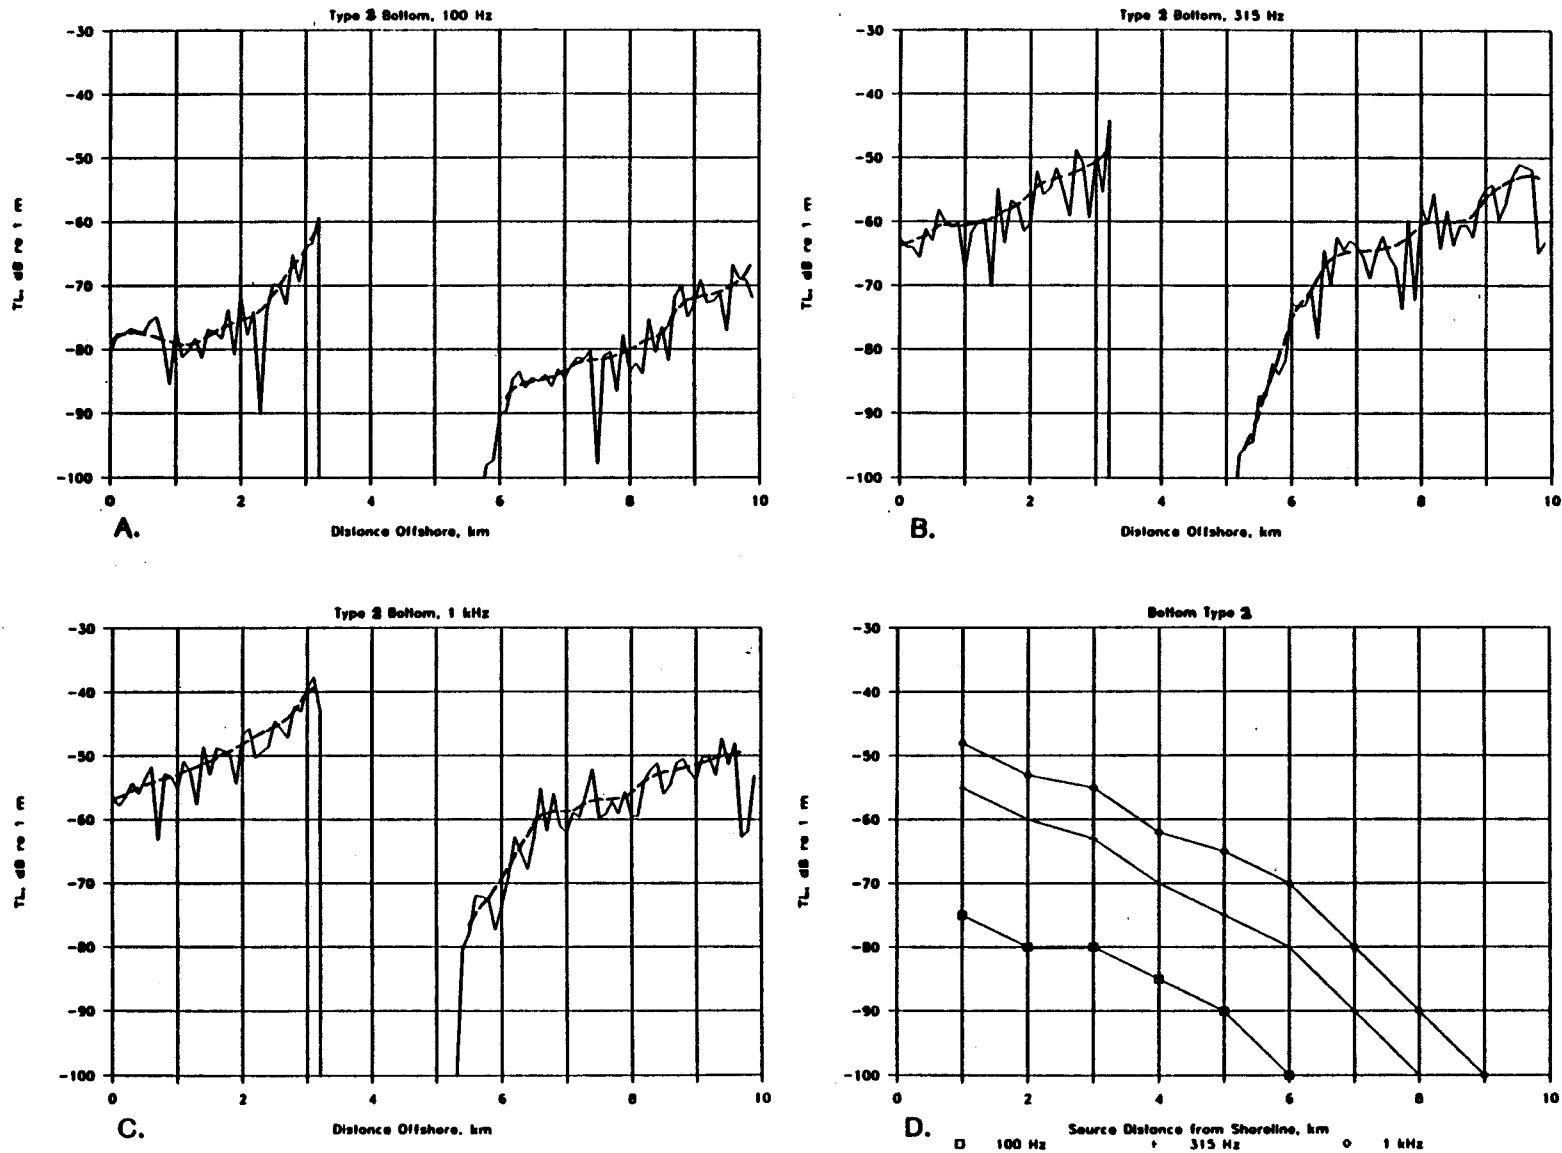 Type 2 Bottom, 100 Hz
-30
-40
-50
-60
-70
-80
-90
-100
TL, dB re 1 m
0
2
4
6
8
10
Distance Offshore, km
A.
Type 2 Bottom, 315 Hz
-30
-40
-50
-60
-70
-80
-90
-100
TL, dB re 1 m
0
2
4
6
8
10
Distance Offshore, km
B.
Type 2 Bottom, 1 kHz
-30
-40
-50
-60
-70
-80
-90
-100
TL, dB re 1 m
0
2
4
6
8
10
Distance Offshore, km
C.
Bottom Type 2
-30
-40
-50
-60
-70
-80
-90
-100
TL, dB re 1 m
0
2
4
6
8
10
Source Distance from Shoreline, km
D.
100 Hz
315 Hz
1 kHz